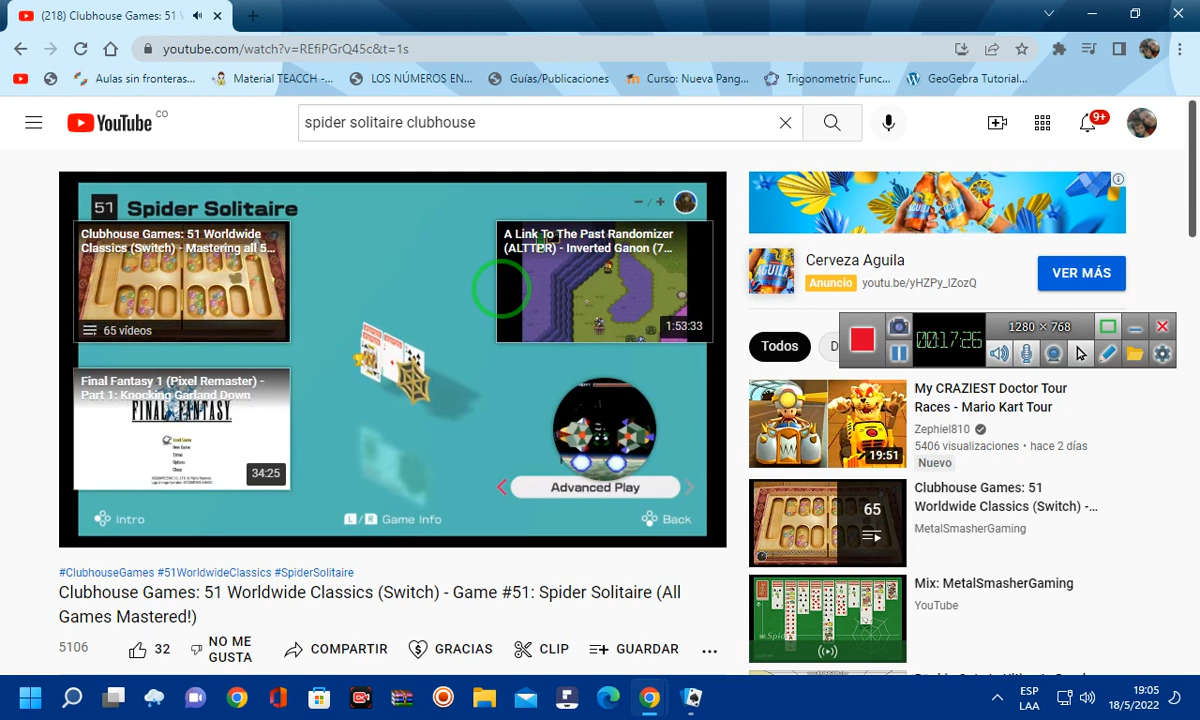 (218) Clubhouse Games: 51 W
youtube.com/watch?v=REfiPGrQ45c&t=1s
Aulas sin fronteras...
Material TEACCH -...
LOS NÚMEROS EN...
Guías/Publicaciones
Curso: Nueva Pang...
Trigonometric Func...
GeoGebra Tutorial...
YouTube CO
spider solitaire clubhouse
9+
51 Spider Solitaire
− / +
Clubhouse Games: 51 Worldwide
Classics (Switch) - Mastering all 5...
65 vídeos
A Link To The Past Randomizer
(ALTTPR) - Inverted Ganon (7...
1:53:33
Final Fantasy 1 (Pixel Remaster) -
Part 1: Knocking Garland Down
FINAL FANTASY
34:25
Advanced Play
Intro
L/R Game Info
Back
#ClubhouseGames #51WorldwideClassics #SpiderSolitaire
Clubhouse Games: 51 Worldwide Classics (Switch) - Game #51: Spider Solitaire (All
Games Mastered!)
5106
32
NO ME
GUSTA
COMPARTIR
GRACIAS
CLIP
GUARDAR
AGUILA
Cerveza Aguila
Anuncio youtu.be/yHZPy_IZozQ
VER MÁS
Todos
D
00:17:26
1280 × 768
My CRAZIEST Doctor Tour
Races - Mario Kart Tour
Zephiel810
5406 visualizaciones • hace 2 días
Nuevo
19:51
Clubhouse Games: 51
Worldwide Classics (Switch) -...
MetalSmasherGaming
65
Mix: MetalSmasherGaming
YouTube
ESP
LAA
19:05
18/5/2022